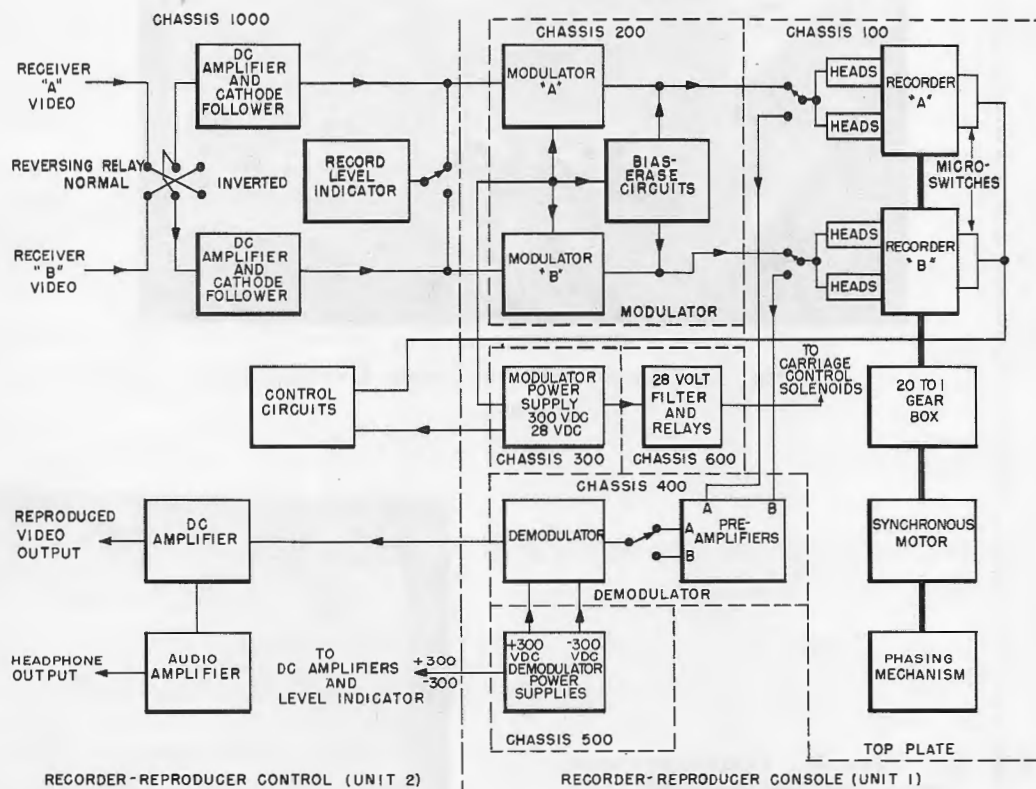 CHASSIS 1000
CHASSIS 200
CHASSIS 100
RECEIVER
"A"
VIDEO
DC
AMPLIFIER
AND
CATHODE
FOLLOWER
MODULATOR
"A"
HEADS
HEADS
RECORDER
"A"
REVERSING RELAY
NORMAL
INVERTED
RECORD
LEVEL
INDICATOR
BIAS-
ERASE
CIRCUITS
MICRO-
SWITCHES
RECEIVER
"B"
VIDEO
DC
AMPLIFIER
AND
CATHODE
FOLLOWER
MODULATOR
"B"
HEADS
HEADS
RECORDER
"B"
MODULATOR
CONTROL
CIRCUITS
MODULATOR
POWER
SUPPLY
300 VDC
28 VDC
28 VOLT
FILTER
AND
RELAYS
TO
CARRIAGE
CONTROL
SOLENOIDS
20 TO 1
GEAR
BOX
CHASSIS 300
CHASSIS 600
CHASSIS 400
REPRODUCED
VIDEO
OUTPUT
DC
AMPLIFIER
DEMODULATOR
A
B
A B
PRE-
AMPLIFIERS
SYNCHRONOUS
MOTOR
DEMODULATOR
HEADPHONE
OUTPUT
AUDIO
AMPLIFIER
TO
DC AMPLIFIERS
AND
LEVEL INDICATOR
+300
-300
+300
VDC
-300
VDC
DEMODULATOR
POWER
SUPPLIES
PHASING
MECHANISM
CHASSIS 500
TOP PLATE
RECORDER-REPRODUCER CONTROL (UNIT 2)
RECORDER-REPRODUCER CONSOLE (UNIT 1)